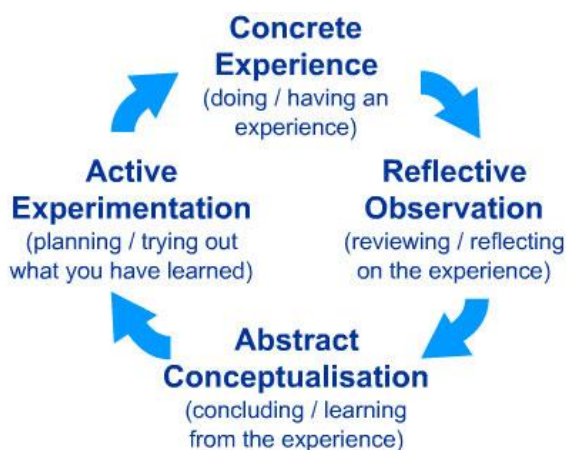 Concrete
Experience
(doing / having an
experience)
Reflective
Observation
(reviewing / reflecting
on the experience)
Abstract
Conceptualisation
(concluding / learning
from the experience)
Active
Experimentation
(planning / trying out
what you have learned)